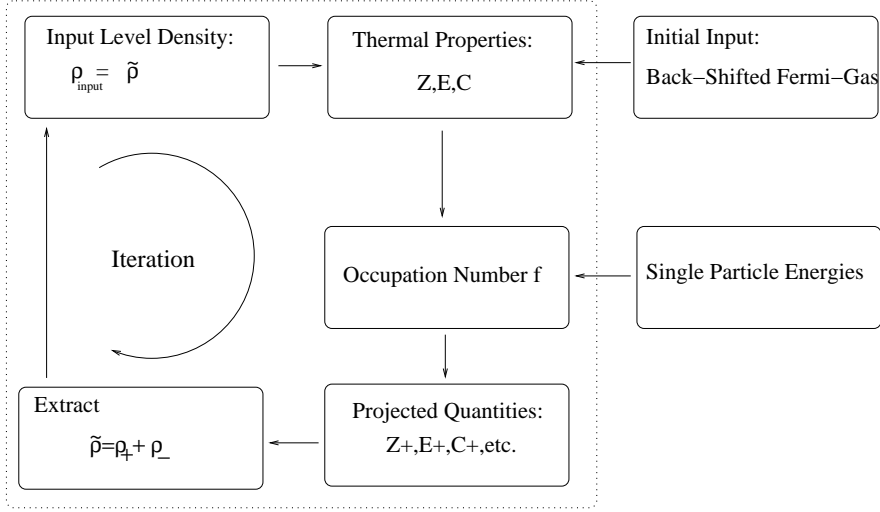 Input Level Density:
ρinput = ρ̃
Thermal Properties:
Z,E,C
Initial Input:
Back−Shifted Fermi−Gas
Iteration
Occupation Number f
Single Particle Energies
Extract
ρ̃=ρ++ ρ−
Projected Quantities:
Z+,E+,C+,etc.